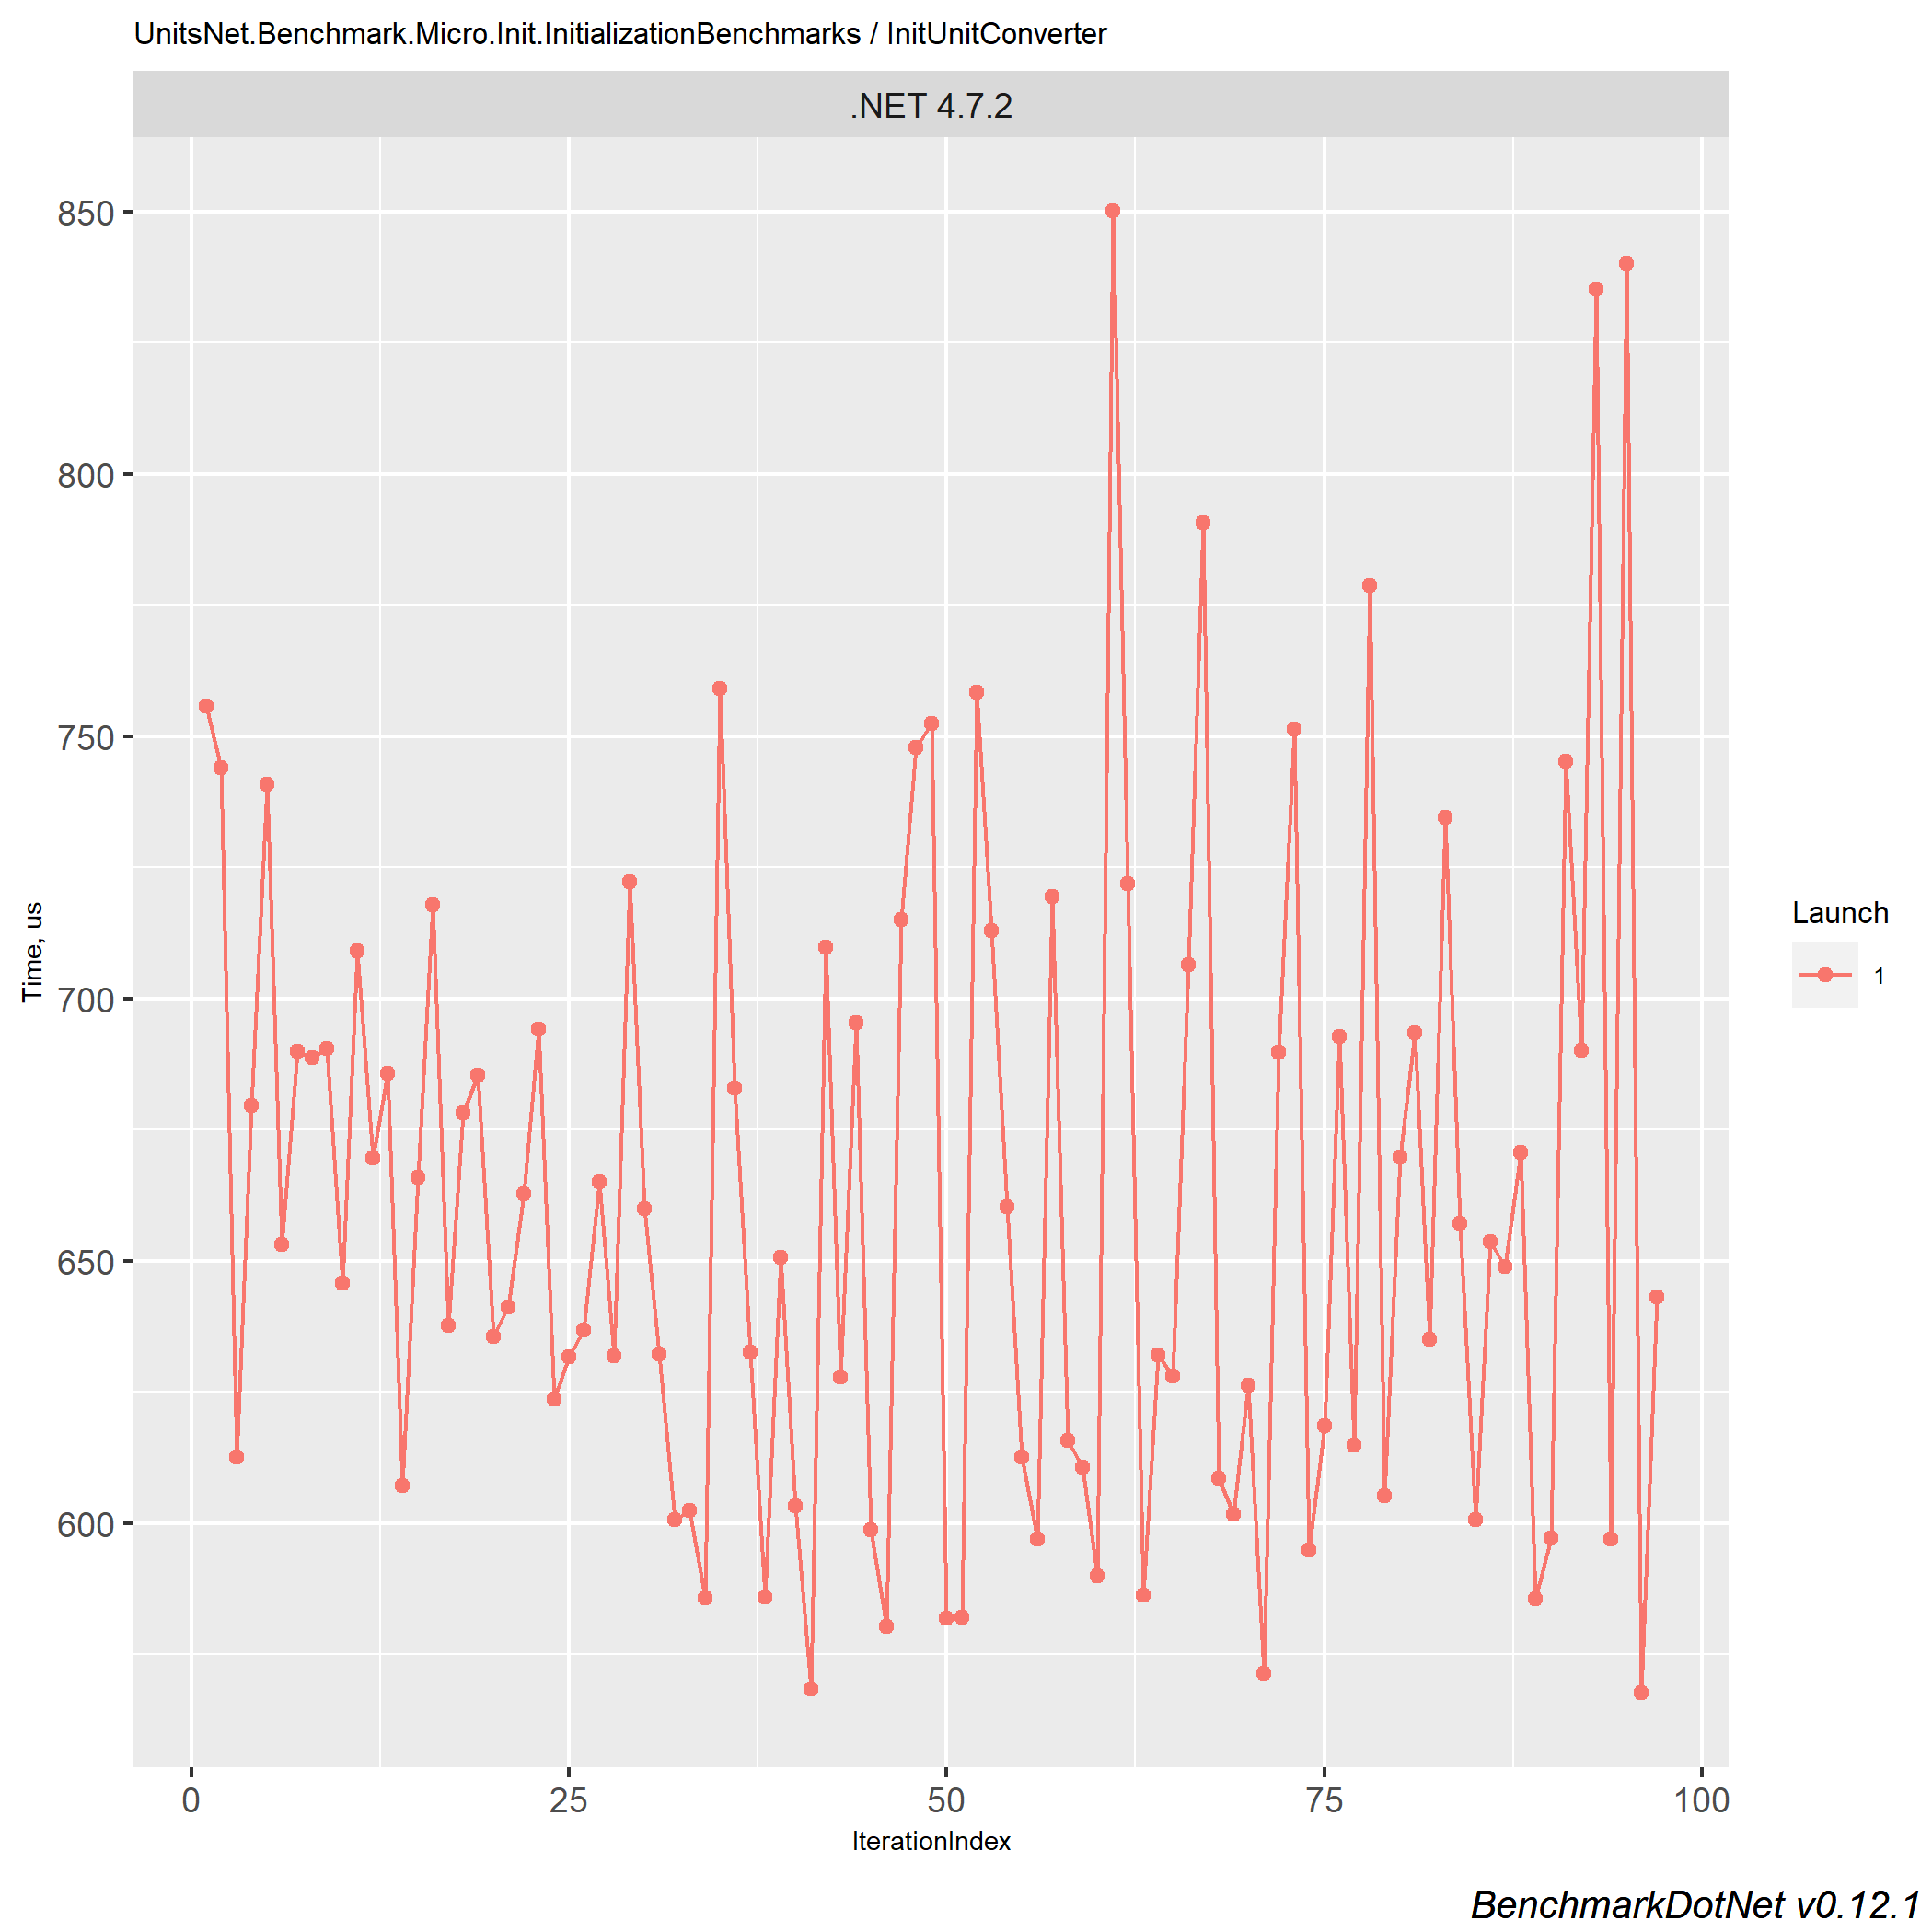 UnitsNet.Benchmark.Micro.Init.InitializationBenchmarks / InitUnitConverter
.NET 4.7.2
850
800
750
700
650
600
Time, us
0 25 50 75 100
IterationIndex
Launch
1
BenchmarkDotNet v0.12.1